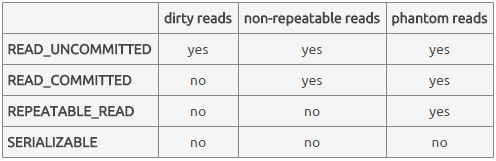 dirty reads non-repeatable reads phantom reads
READ_UNCOMMITTED yes yes yes
READ_COMMITTED no yes yes
REPEATABLE_READ no no yes
SERIALIZABLE no no no